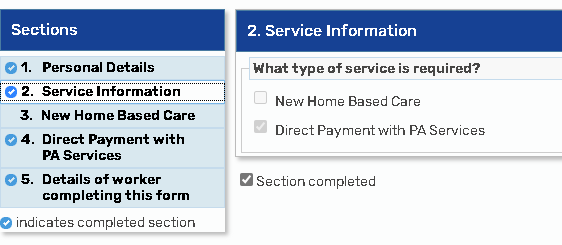 Sections
1. Personal Details
2. Service Information
3. New Home Based Care
4. Direct Payment with
PA Services
5. Details of worker
completing this form
indicates completed section
2. Service Information
What type of service is required?
New Home Based Care
Direct Payment with PA Services
Section completed